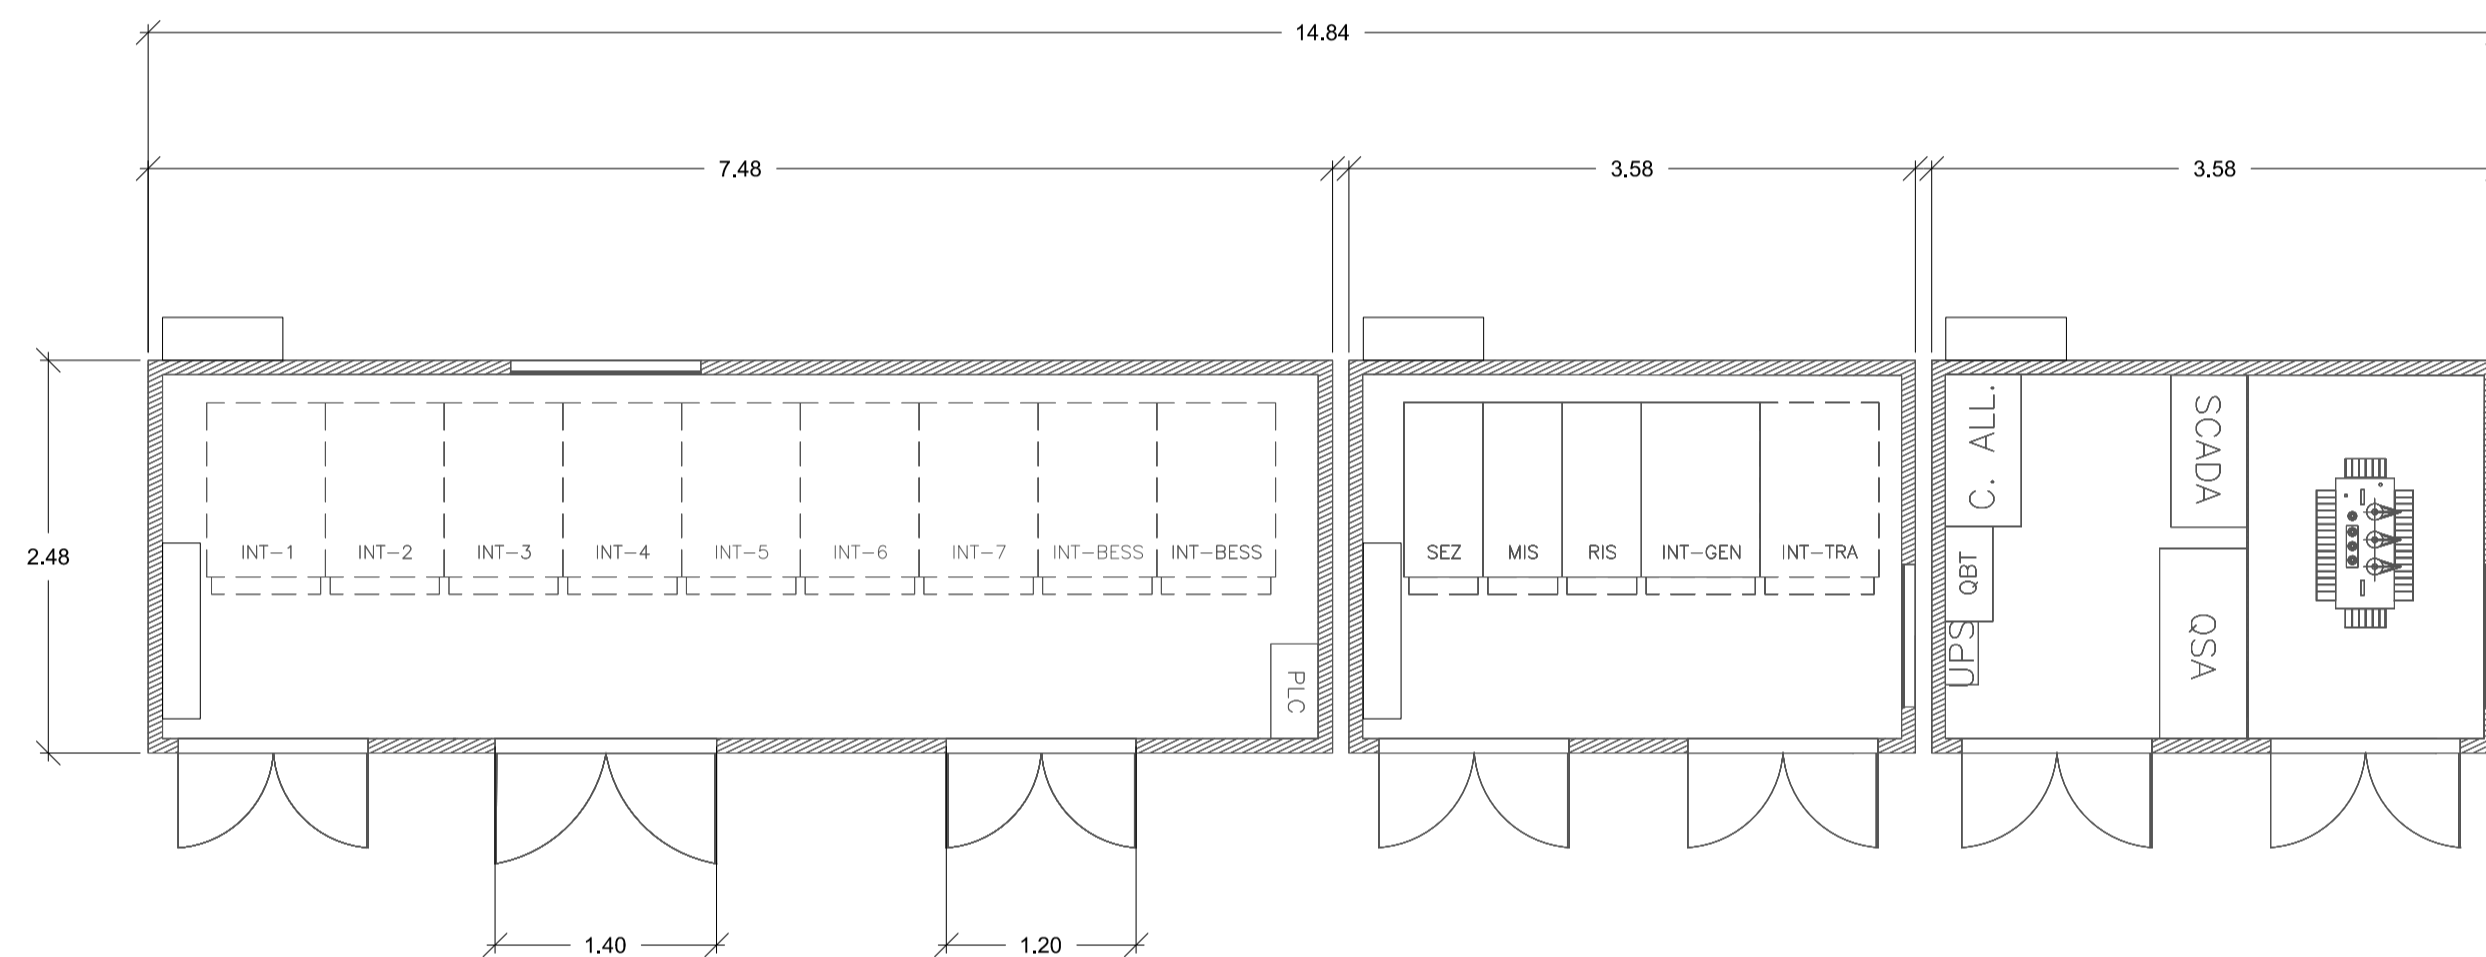 14.84
7.48
3.58
3.58
2.48
INT-1
INT-2
INT-3
INT-4
INT-5
INT-6
INT-7
INT-BESS
INT-BESS
PLC
SEZ
MIS
RIS
INT-GEN
INT-TRA
C. ALL.
QBT
UPS
SCADA
QSA
1.40
1.20